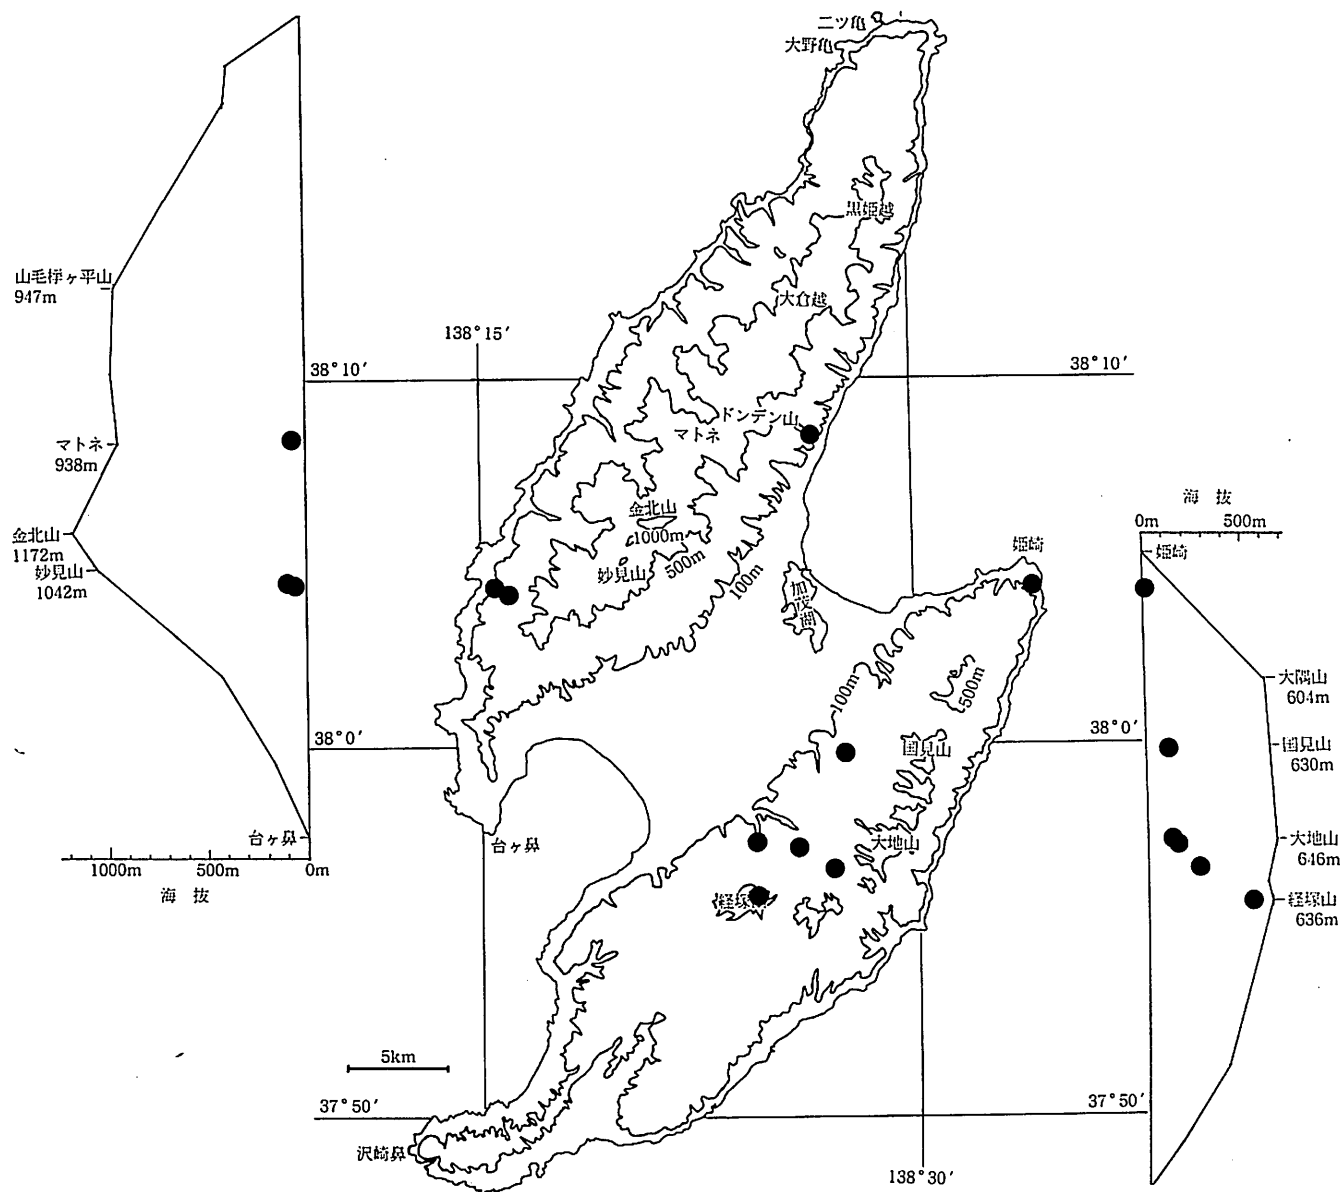 二ツ亀
大野亀
黒姫越
山毛欅ヶ平山
947m
大倉越
138°15′
38°10′
38°10′
ドンデン山
マトネ
マトネ
938m
海抜
0m 500m
金北山
1000m
金北山
1172m
姫崎
姫崎
妙見山
1042m
妙見山
500m
100m
加茂湖
大隅山
604m
500m
100m
38°0′
国見山
国見山
630m
台ヶ鼻
台ヶ鼻
大地山
大地山
646m
1000m 500m 0m
海抜
経塚山
636m
5km
37°50′
37°50′
沢崎鼻
138°30′